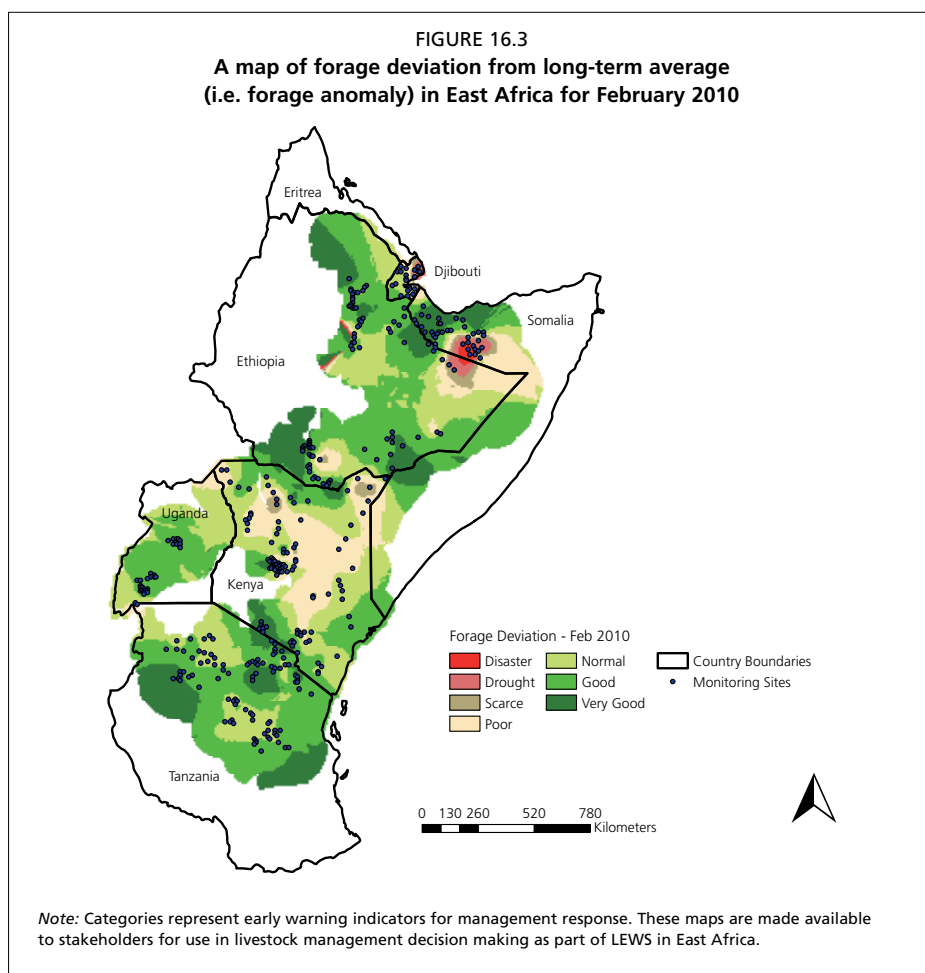 FIGURE 16.3
A map of forage deviation from long-term average
(i.e. forage anomaly) in East Africa for February 2010
Eritrea
Djibouti
Somalia
Ethiopia
Uganda
Kenya
Tanzania
Forage Deviation - Feb 2010
Disaster
Normal
Country Boundaries
Drought
Good
Monitoring Sites
Scarce
Very Good
Poor
0 130 260 520 780
Kilometers
Note: Categories represent early warning indicators for management response. These maps are made available
to stakeholders for use in livestock management decision making as part of LEWS in East Africa.